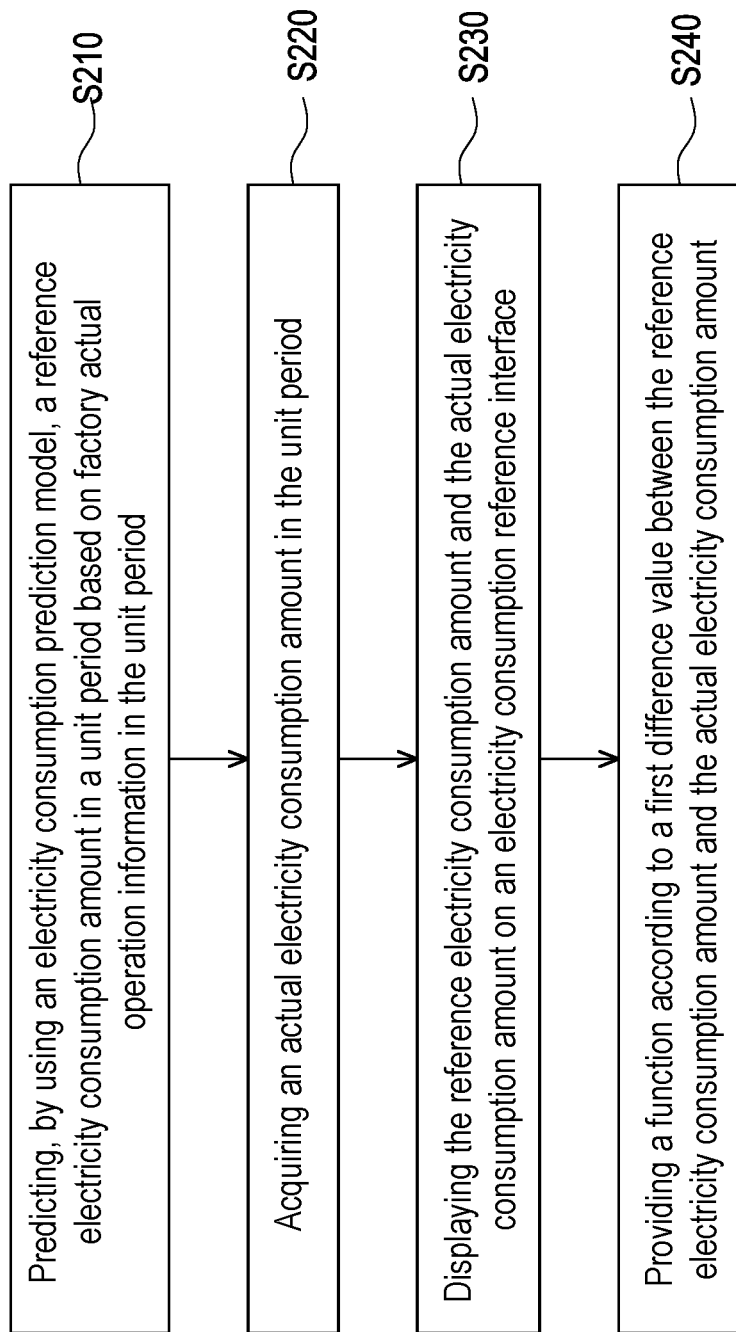 Predicting, by using an electricity consumption prediction model, a reference
electricity consumption amount in a unit period based on factory actual
operation information in the unit period
S210
Acquiring an actual electricity consumption amount in the unit period
S220
Displaying the reference electricity consumption amount and the actual electricity
consumption amount on an electricity consumption reference interface
S230
Providing a function according to a first difference value between the reference
electricity consumption amount and the actual electricity consumption amount
S240